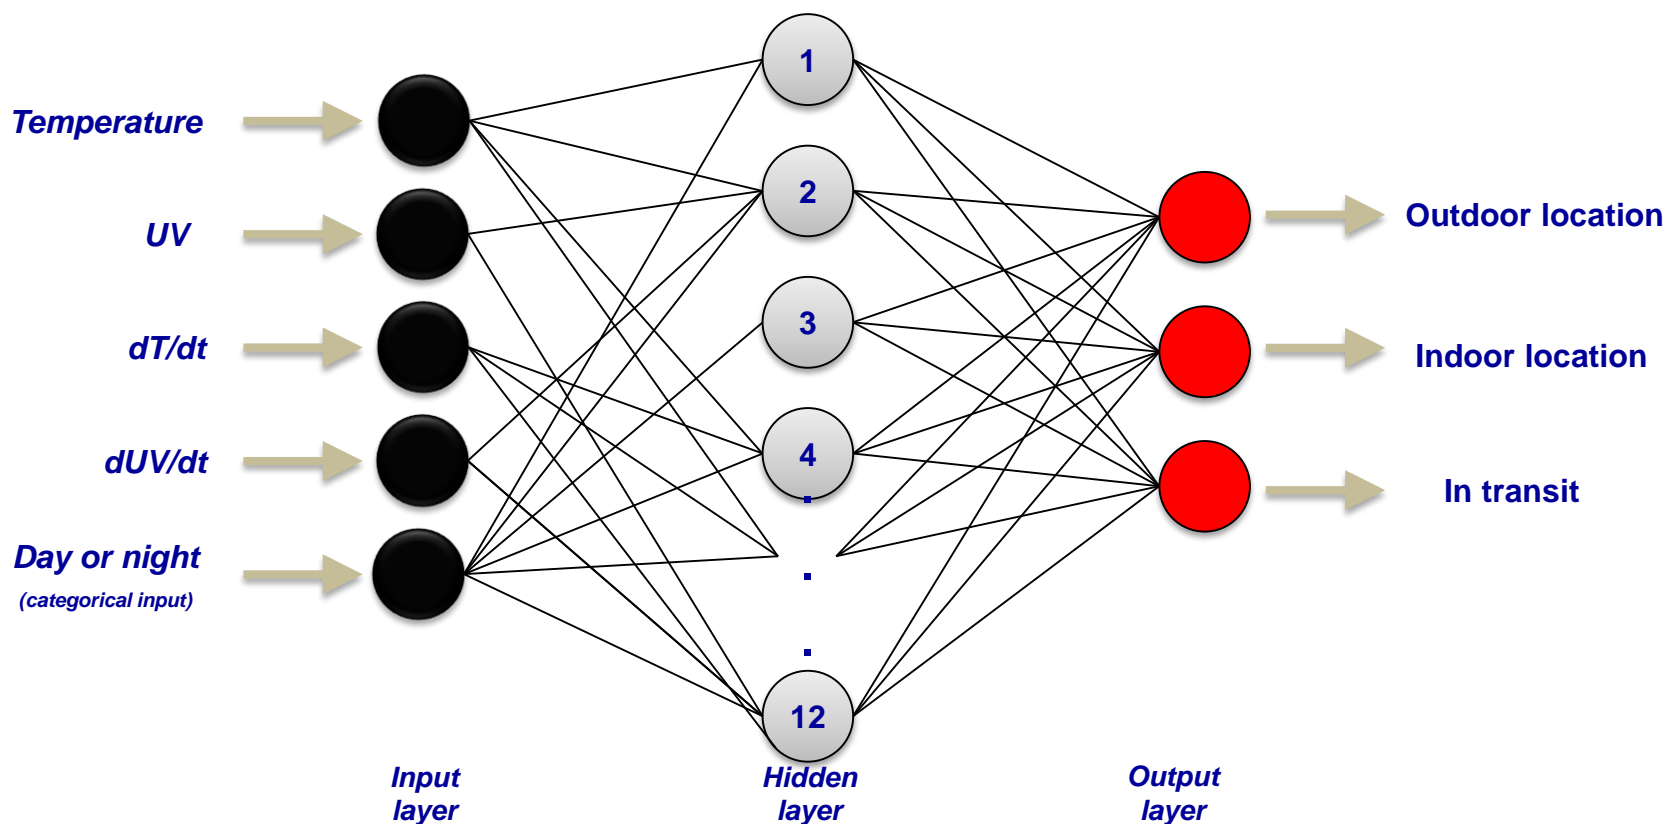 Temperature
UV
dT/dt
dUV/dt
Day or night
(categorical input)
1
2
3
4
.
.
.
12
Outdoor location
Indoor location
In transit
Input
layer
Hidden
layer
Output
layer